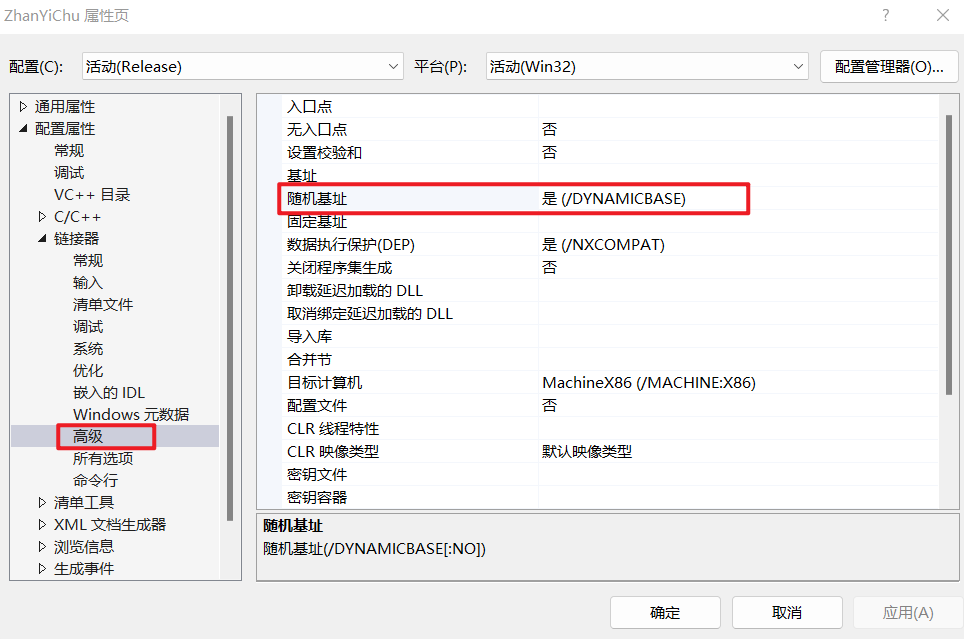 ZhanYiChu 属性页 ?
配置(C): 活动(Release) 平台(P): 活动(Win32) 配置管理器(O)...
通用属性
配置属性
常规
调试
VC++ 目录
C/C++
链接器
常规
输入
清单文件
调试
系统
优化
嵌入的 IDL
Windows 元数据
高级
所有选项
命令行
清单工具
XML 文档生成器
浏览信息
生成事件
入口点
无入口点 否
设置校验和 否
基址
随机基址 是 (/DYNAMICBASE)
固定基址
数据执行保护(DEP) 是 (/NXCOMPAT)
关闭程序集生成 否
卸载延迟加载的 DLL
取消绑定延迟加载的 DLL
导入库
合并节
目标计算机 MachineX86 (/MACHINE:X86)
配置文件 否
CLR 线程特性
CLR 映像类型 默认映像类型
密钥文件
密钥容器
随机基址
随机基址(/DYNAMICBASE[:NO])
确定 取消 应用(A)